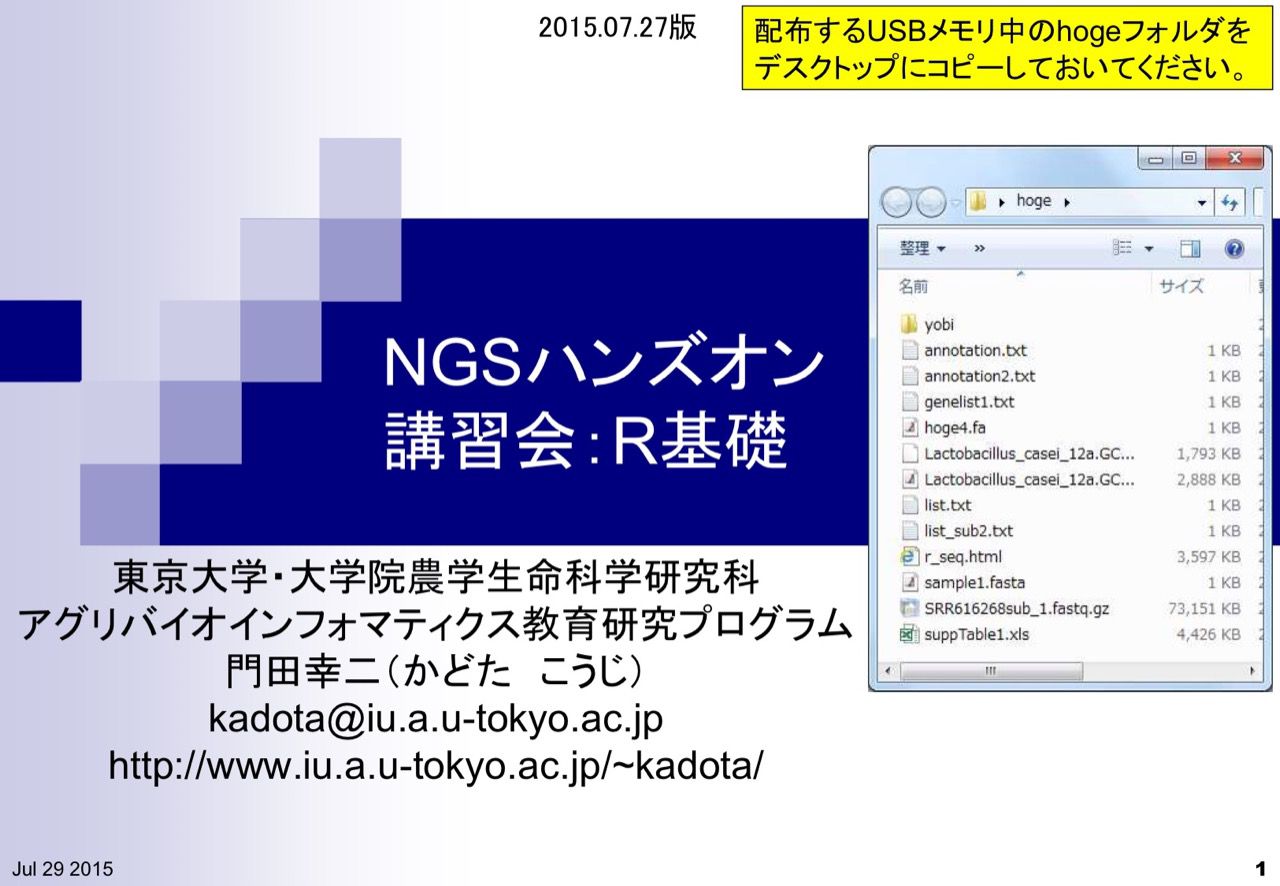 2015.07.27版
配布するUSBメモリ中のhogeフォルダを
デスクトップにコピーしておいてください。
hoge
整理
»
名前 サイズ
yobi
annotation.txt 1 KB
annotation2.txt 1 KB
genelist1.txt 1 KB
hoge4.fa 1 KB
Lactobacillus_casei_12a.GC... 1,793 KB
Lactobacillus_casei_12a.GC... 2,888 KB
list.txt 1 KB
list_sub2.txt 1 KB
r_seq.html 3,597 KB
sample1.fasta 1 KB
SRR616268sub_1.fastq.gz 73,151 KB
suppTable1.xls 4,426 KB
NGSハンズオン
講習会：R基礎
東京大学・大学院農学生命科学研究科
アグリバイオインフォマティクス教育研究プログラム
門田幸二（かどた　こうじ）
kadota@iu.a.u-tokyo.ac.jp
http://www.iu.a.u-tokyo.ac.jp/~kadota/
Jul 29 2015
1